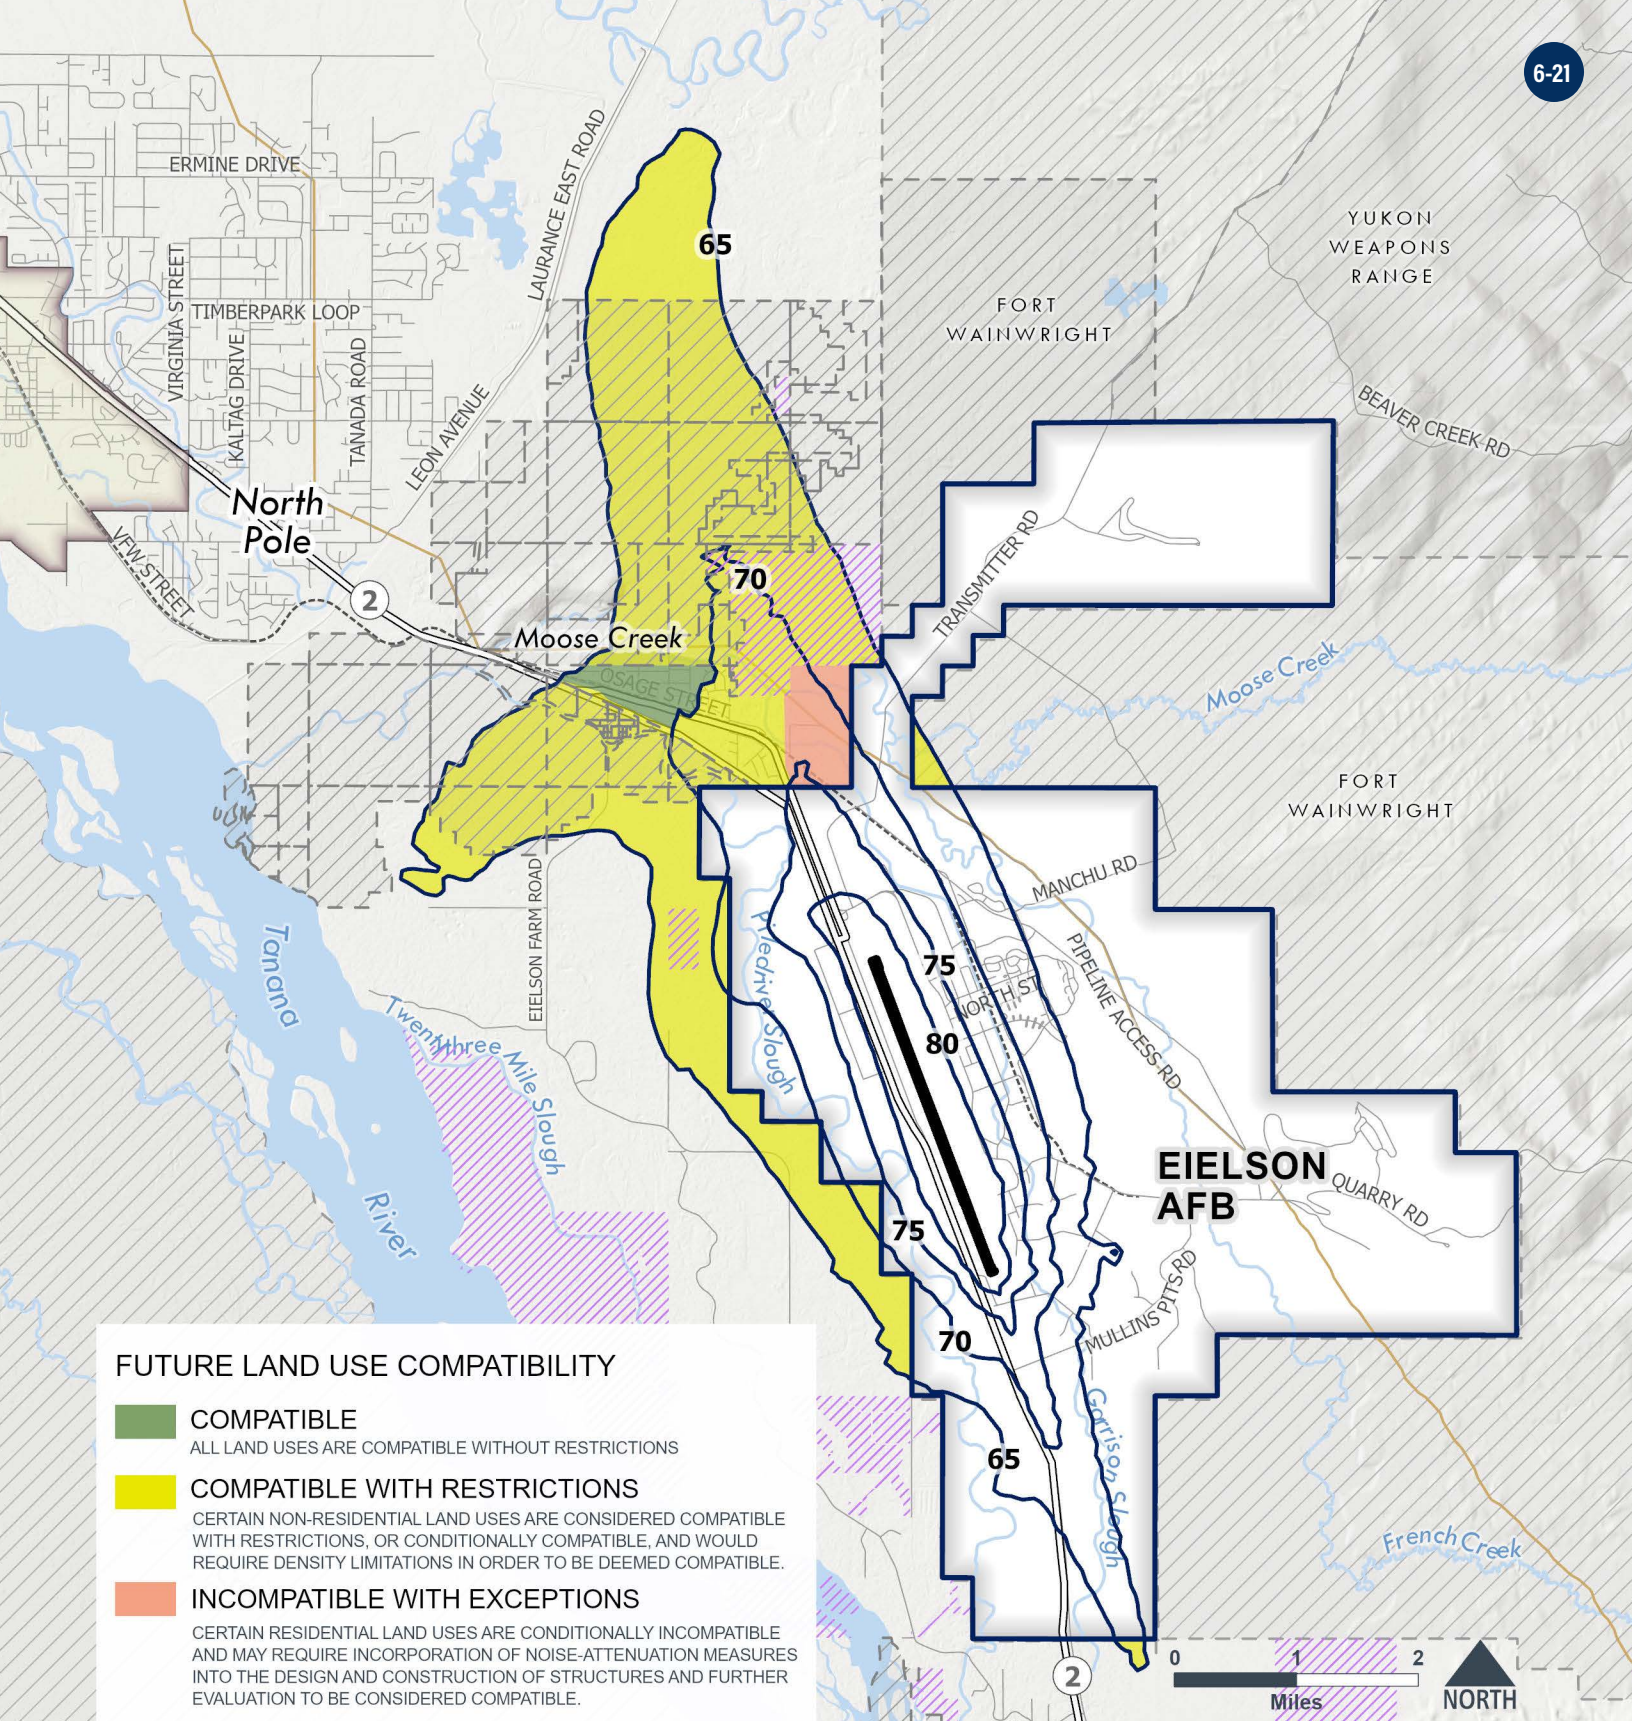 6-21
ERMINE DRIVE
LAURANCE EAST ROAD
YUKON
WEAPONS
RANGE
65
VIRGINIA STREET
TIMBERPARK LOOP
FORT
WAINWRIGHT
KALTAG DRIVE
TANADA ROAD
LEON AVENUE
BEAVER CREEK RD
North
Pole
VFW STREET
TRANSMITTER RD
70
2
Moose Creek
Moose Creek
OSAGE STREET
FORT
WAINWRIGHT
MANCHU RD
EIELSON FARM ROAD
Piledriver Slough
Tanana
River
75
NORTH ST
PIPELINE ACCESS RD
80
Twentythree Mile Slough
EIELSON
AFB
QUARRY RD
75
MULLINS PITS RD
70
65
Garrison Slough
French Creek
FUTURE LAND USE COMPATIBILITY
COMPATIBLE
ALL LAND USES ARE COMPATIBLE WITHOUT RESTRICTIONS
COMPATIBLE WITH RESTRICTIONS
CERTAIN NON-RESIDENTIAL LAND USES ARE CONSIDERED COMPATIBLE
WITH RESTRICTIONS, OR CONDITIONALLY COMPATIBLE, AND WOULD
REQUIRE DENSITY LIMITATIONS IN ORDER TO BE DEEMED COMPATIBLE.
INCOMPATIBLE WITH EXCEPTIONS
CERTAIN RESIDENTIAL LAND USES ARE CONDITIONALLY INCOMPATIBLE
AND MAY REQUIRE INCORPORATION OF NOISE-ATTENUATION MEASURES
INTO THE DESIGN AND CONSTRUCTION OF STRUCTURES AND FURTHER
EVALUATION TO BE CONSIDERED COMPATIBLE.
2
0 1 2
Miles
NORTH